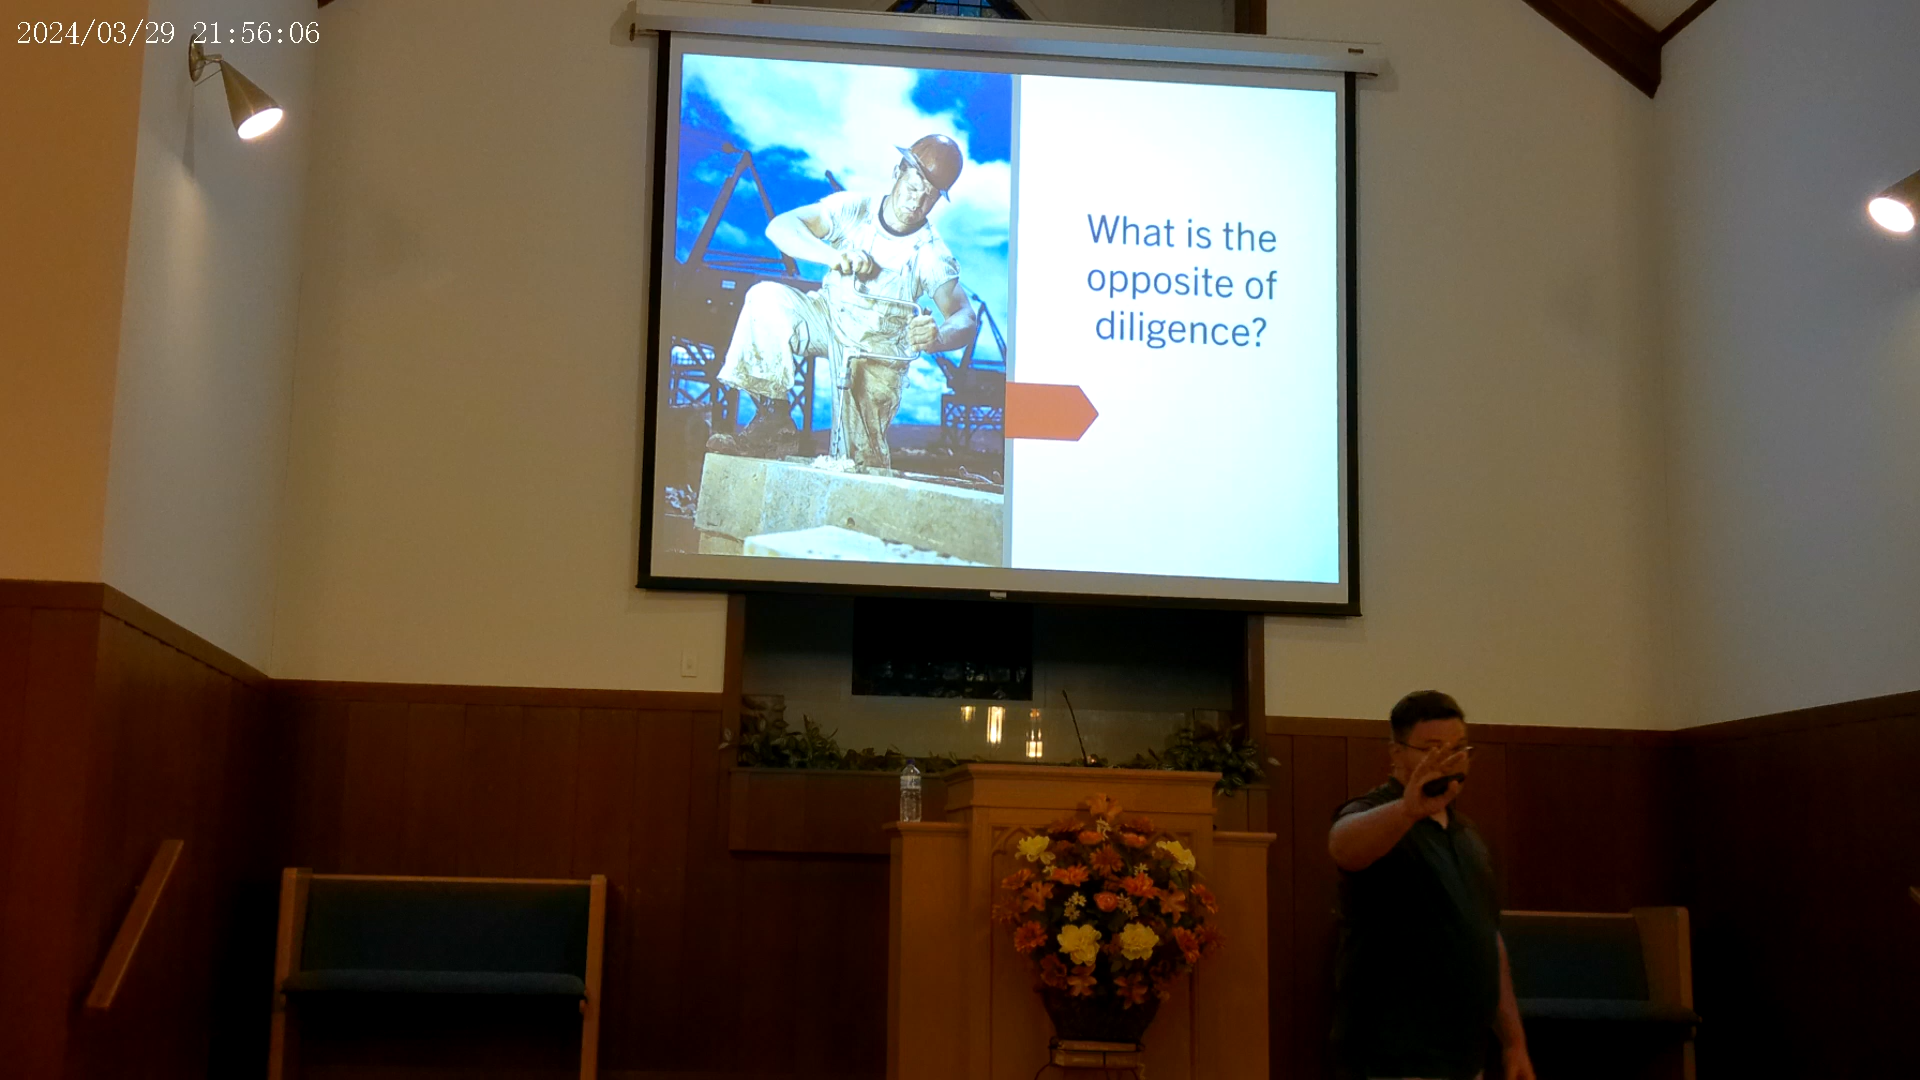 2024/03/29 21:56:06
What is the
opposite of
diligence?